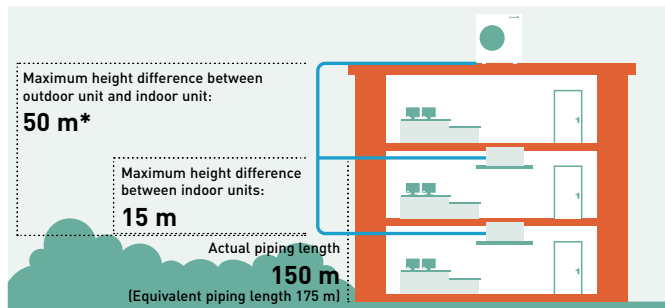 Maximum height difference between
outdoor unit and indoor unit:
50 m*
Maximum height difference
between indoor units:
15 m
Actual piping length
150 m
(Equivalent piping length 175 m)